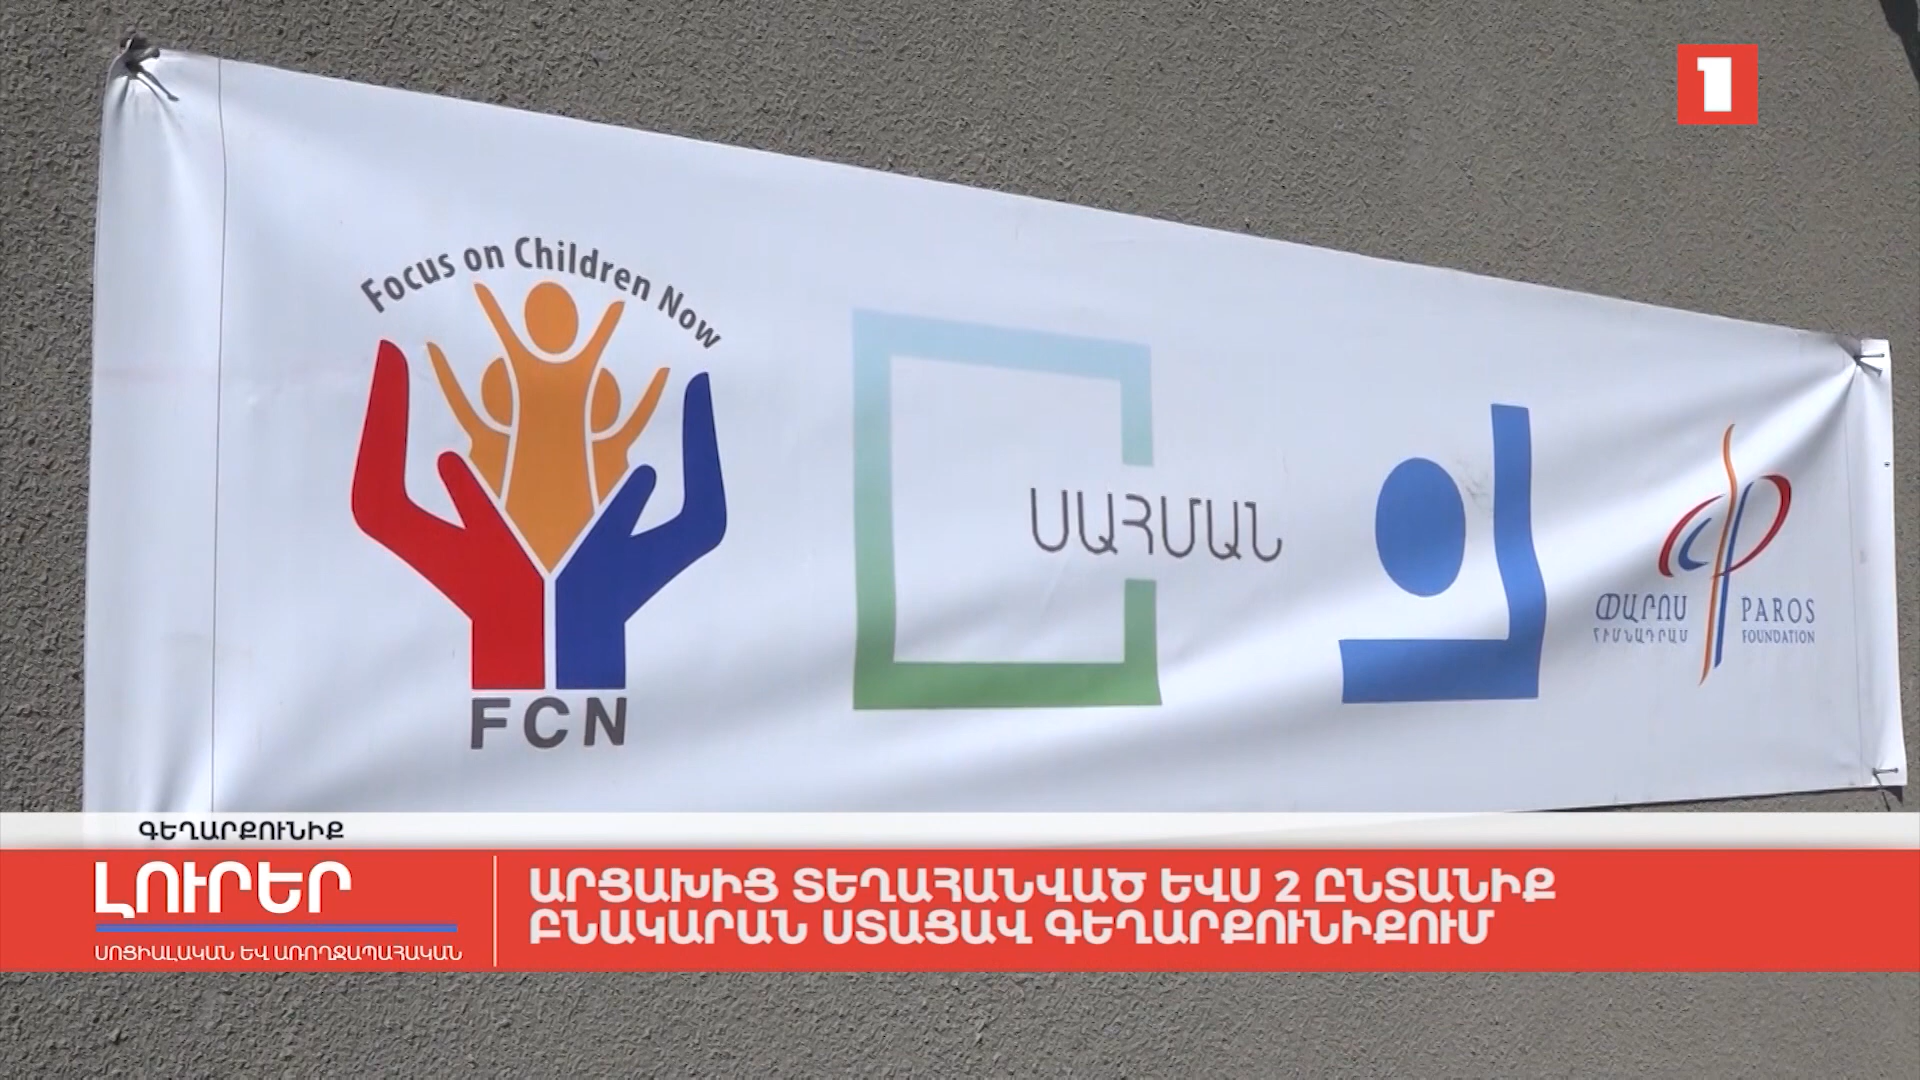 1
Focus on Children Now
FCN
ՍԱՀՄԱՆ
ՓԱՐՈՍ
ՀԻՄՆԱԴՐԱՄ
PAROS
FOUNDATION
ԳԵՂԱՐՔՈՒՆԻՔ
ԼՈՒՐԵՐ
ՍՈՑԻԱԼԱԿԱՆ ԵՎ ԱՌՈՂՋԱՊԱՀԱԿԱՆ
ԱՐՑԱԽԻՑ ՏԵՂԱՀԱՆՎԱԾ ԵՎՍ 2 ԸՆՏԱՆԻՔ
ԲՆԱԿԱՐԱՆ ՍՏԱՑԱՎ ԳԵՂԱՐՔՈՒՆԻՔՈՒՄ